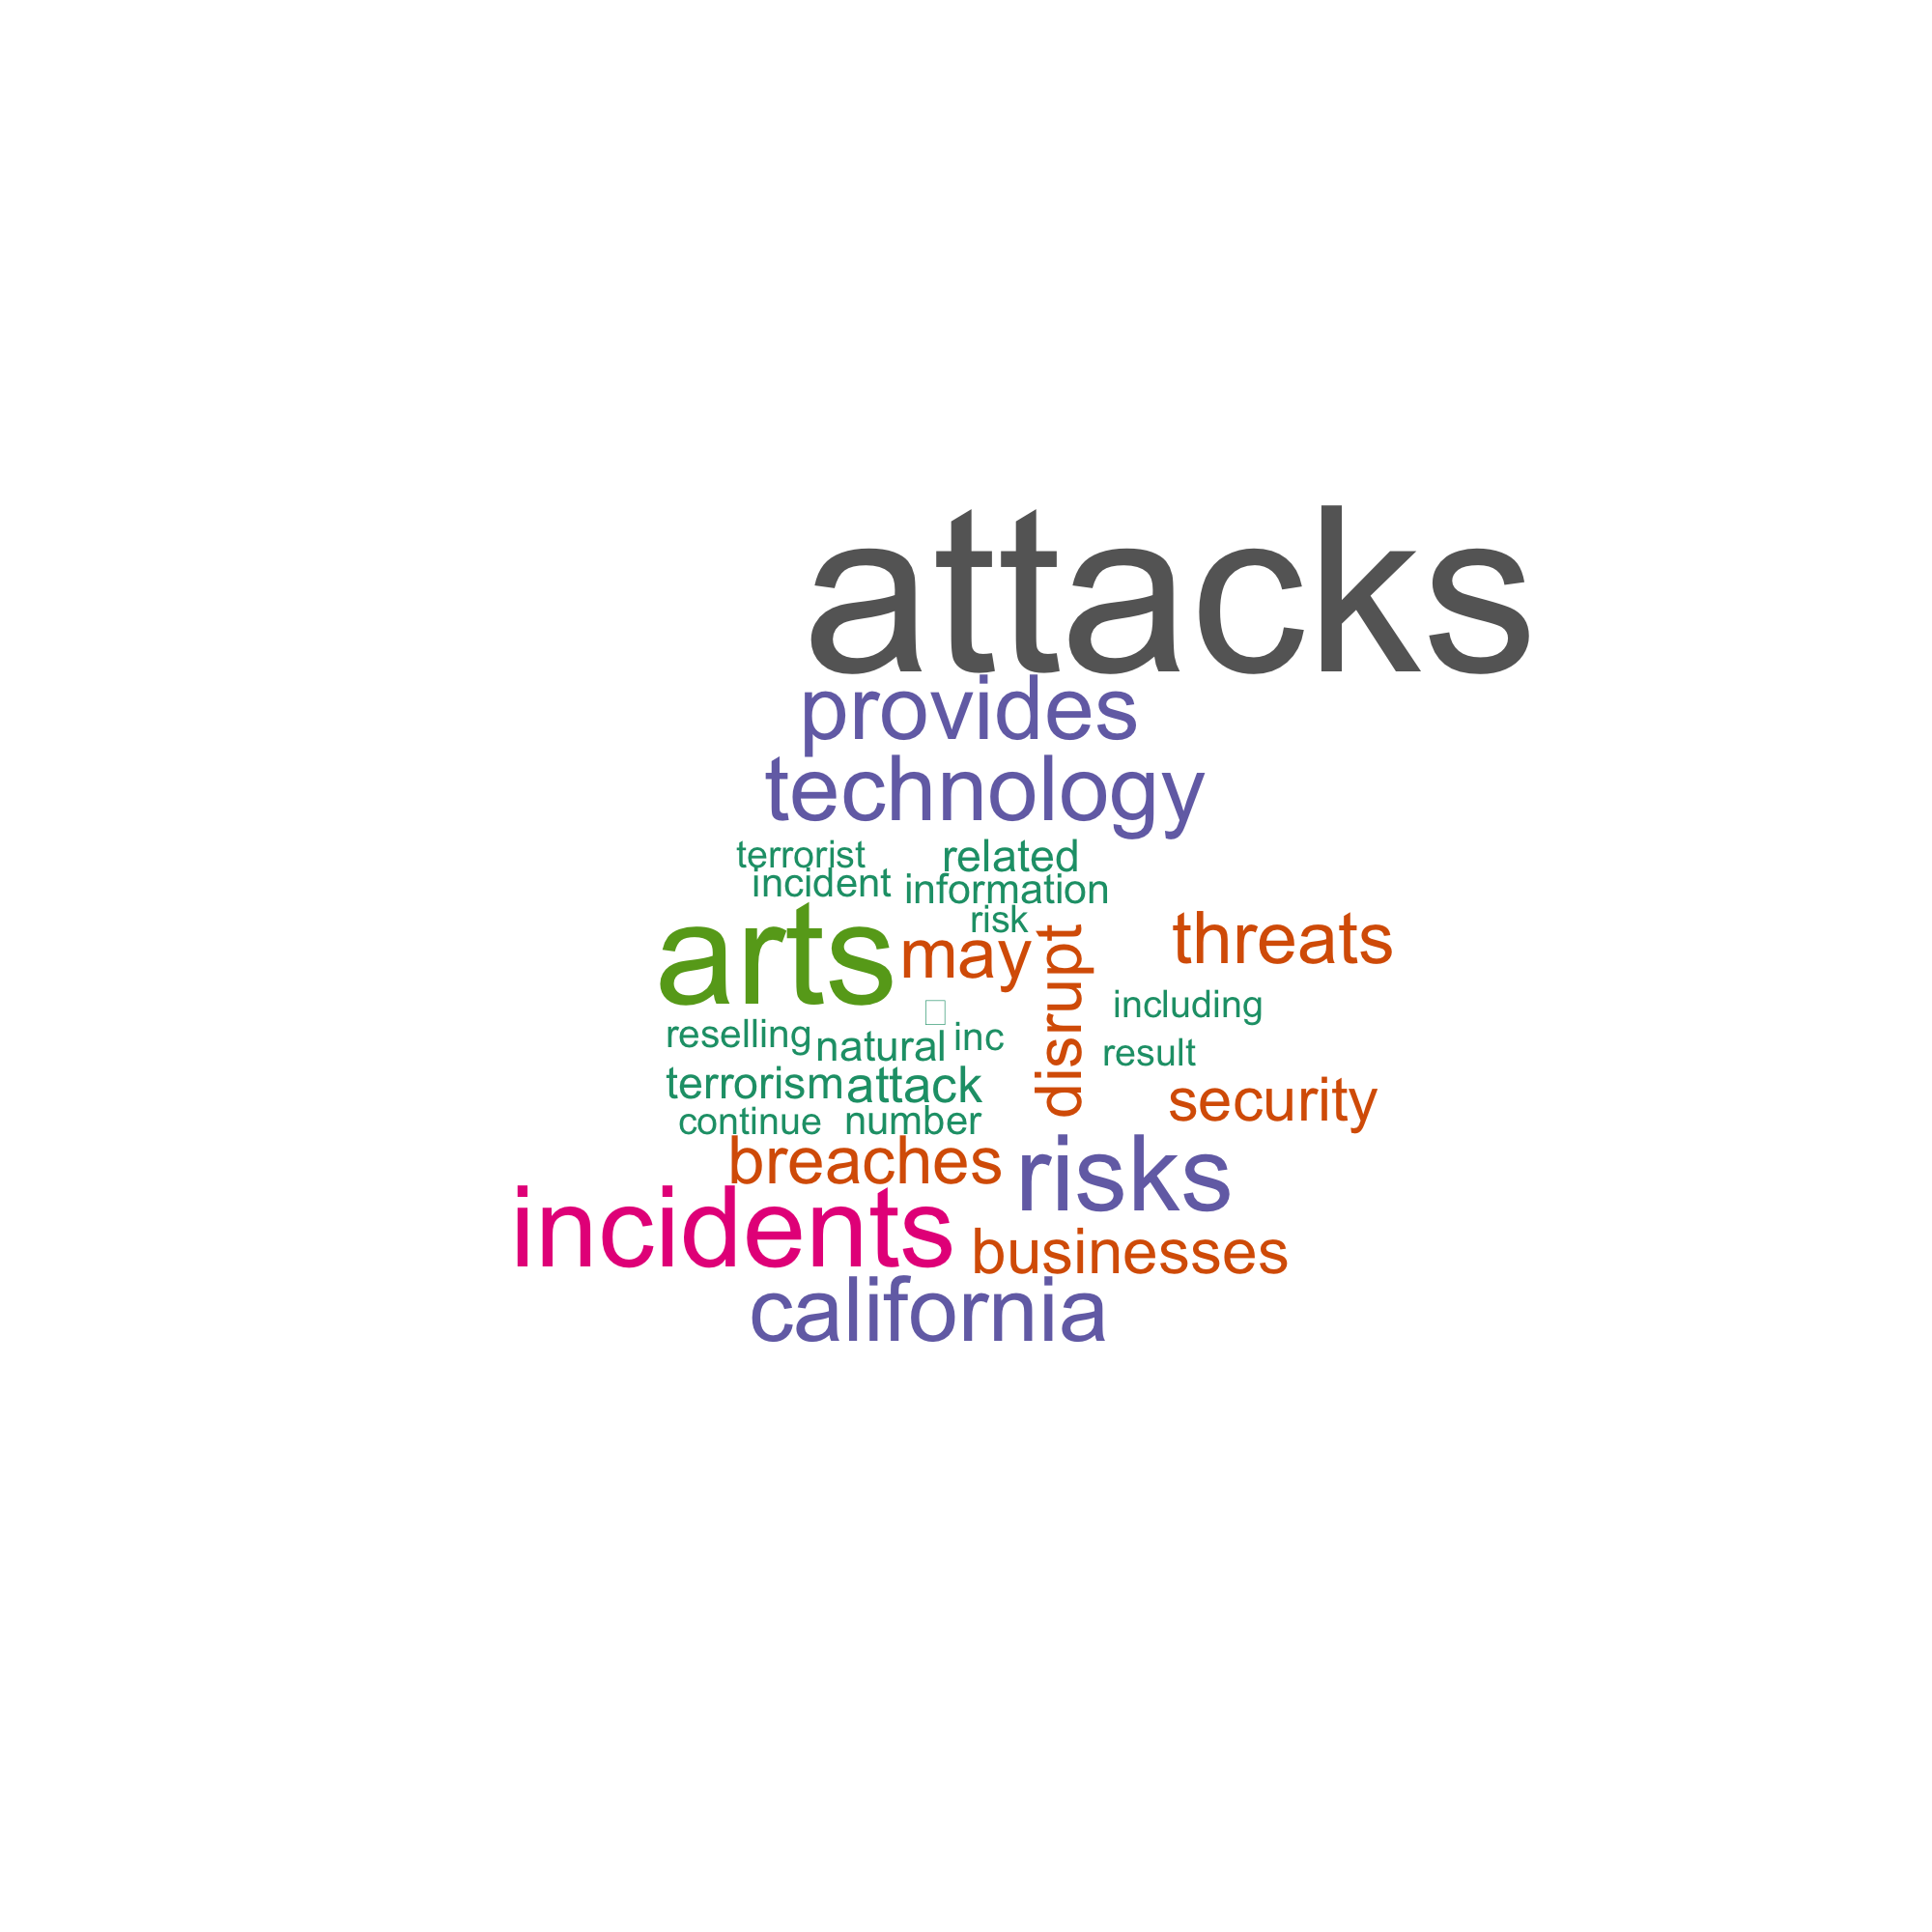 attacks
provides
technology
terrorist
related
incident
information
risk
arts
may
disrupt
threats
including
reselling
natural
inc
result
terrorism
attack
security
continue
number
breaches
risks
incidents
businesses
california